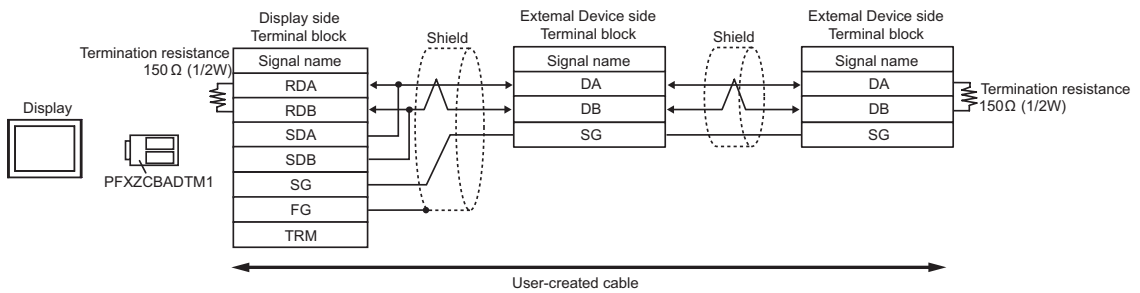 Display side
Terminal block
External Device side
Terminal block
External Device side
Terminal block
Termination resistance
150 Ω (1/2W)
Shield
Shield
Signal name
RDA
RDB
SDA
SDB
SG
FG
TRM
Signal name
DA
DB
SG
Signal name
DA
DB
SG
Termination resistance
150Ω (1/2W)
Display
PFXZCBADTM1
User-created cable